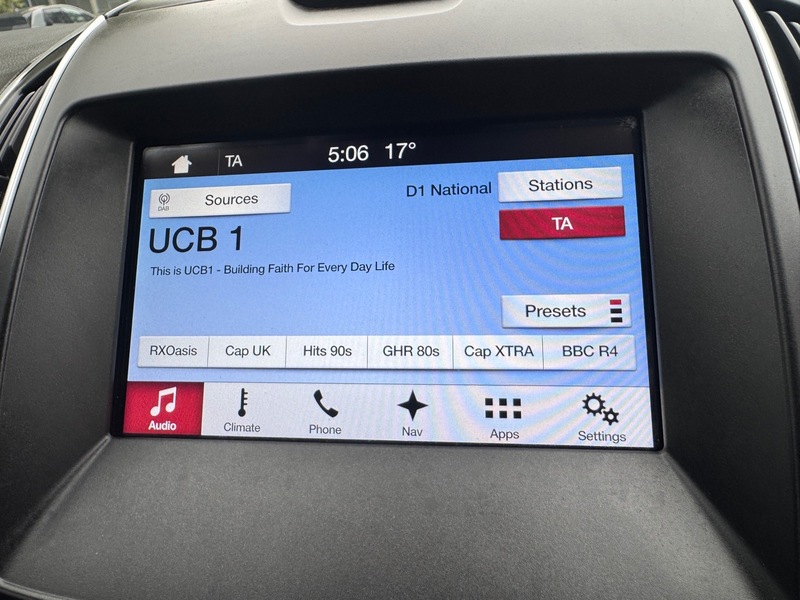 TA 5:06 17°
DAB Sources D1 National Stations
UCB 1 TA
This is UCB1 - Building Faith For Every Day Life
Presets
RXOasis Cap UK Hits 90s GHR 80s Cap XTRA BBC R4
Audio Climate Phone Nav Apps Settings